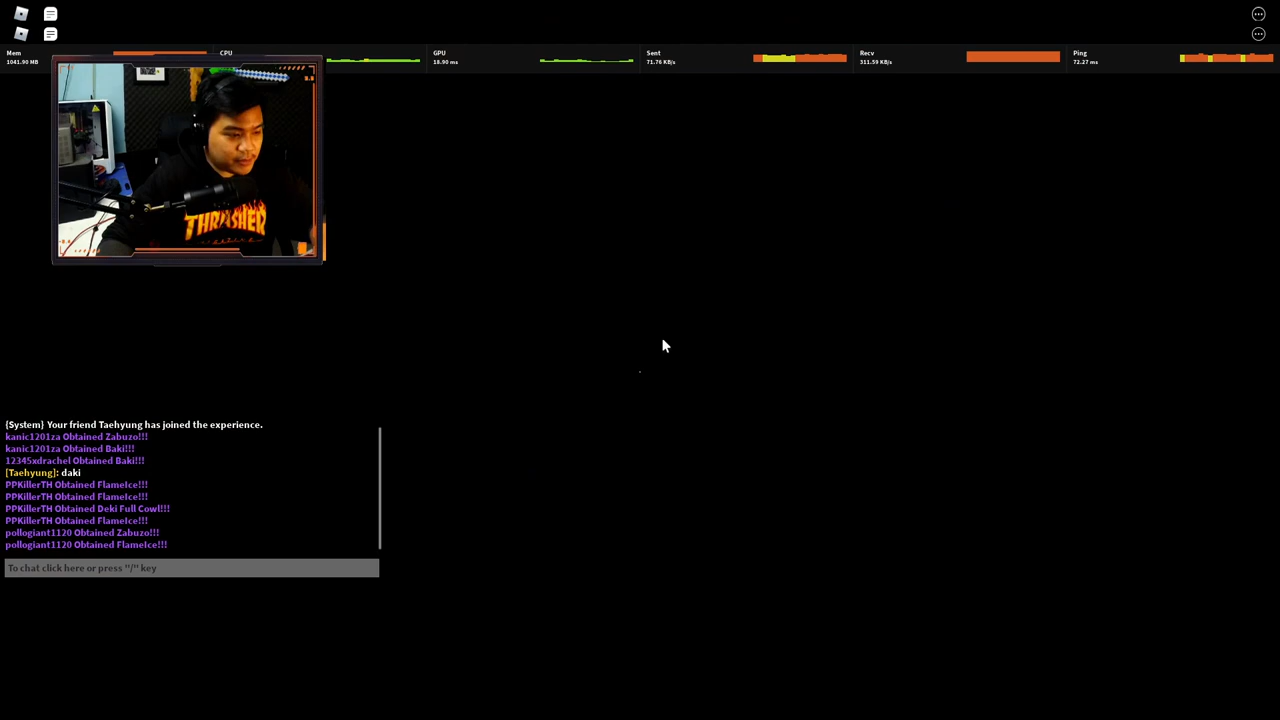 Mem
1041.90 MB
CPU
GPU
18.90 ms
Sent
71.76 KB/s
Recv
311.59 KB/s
Ping
72.27 ms
THRASHER
{System} Your friend Taehyung has joined the experience.
kanic1201za Obtained Zabuzo!!!
kanic1201za Obtained Baki!!!
12345xdrachel Obtained Baki!!!
[Taehyung]: daki
PPKillerTH Obtained FlameIce!!!
PPKillerTH Obtained FlameIce!!!
PPKillerTH Obtained Deki Full Cowl!!!
PPKillerTH Obtained FlameIce!!!
pollogiant1120 Obtained Zabuzo!!!
pollogiant1120 Obtained FlameIce!!!
To chat click here or press "/" key